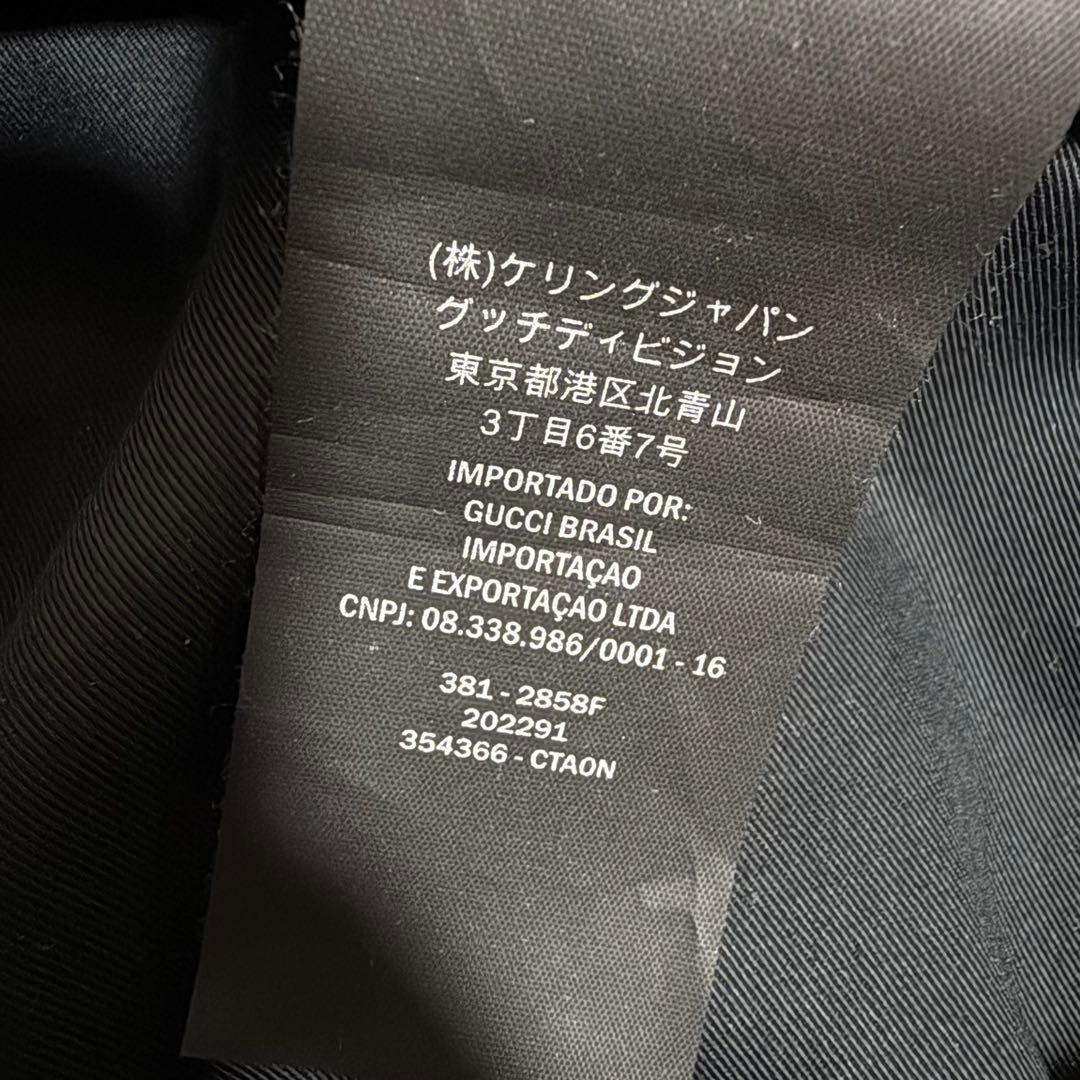 (株)ケリングジャパン
グッチディビジョン
東京都港区北青山
3丁目6番7号
IMPORTADO POR:
GUCCI BRASIL
IMPORTAÇAO
E EXPORTAÇAO LTDA
CNPJ: 08.338.986/0001 - 16
381 - 2858F
202291
354366 - CTAON